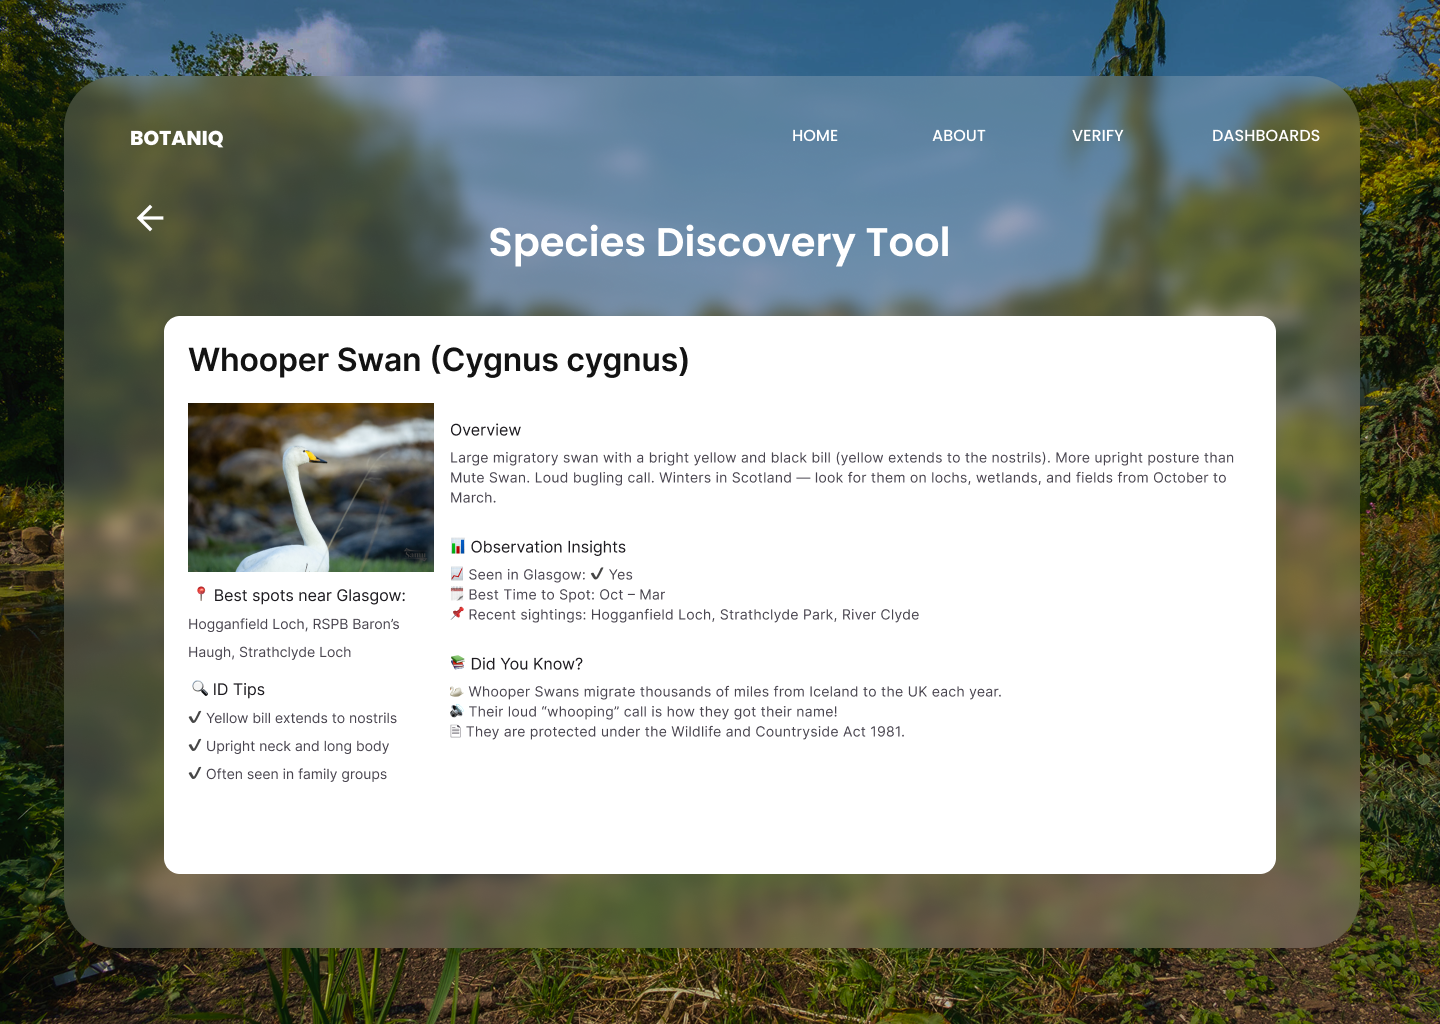 BOTANIQ
HOME
ABOUT
VERIFY
DASHBOARDS
Species Discovery Tool
Whooper Swan (Cygnus cygnus)
Best spots near Glasgow:
Hogganfield Loch, RSPB Baron’s
Haugh, Strathclyde Loch
ID Tips
✔ Yellow bill extends to nostrils
✔ Upright neck and long body
✔ Often seen in family groups
Overview
Large migratory swan with a bright yellow and black bill (yellow extends to the nostrils). More upright posture than
Mute Swan. Loud bugling call. Winters in Scotland — look for them on lochs, wetlands, and fields from October to
March.
Observation Insights
Seen in Glasgow: ✔ Yes
Best Time to Spot: Oct – Mar
Recent sightings: Hogganfield Loch, Strathclyde Park, River Clyde
Did You Know?
Whooper Swans migrate thousands of miles from Iceland to the UK each year.
Their loud “whooping” call is how they got their name!
They are protected under the Wildlife and Countryside Act 1981.